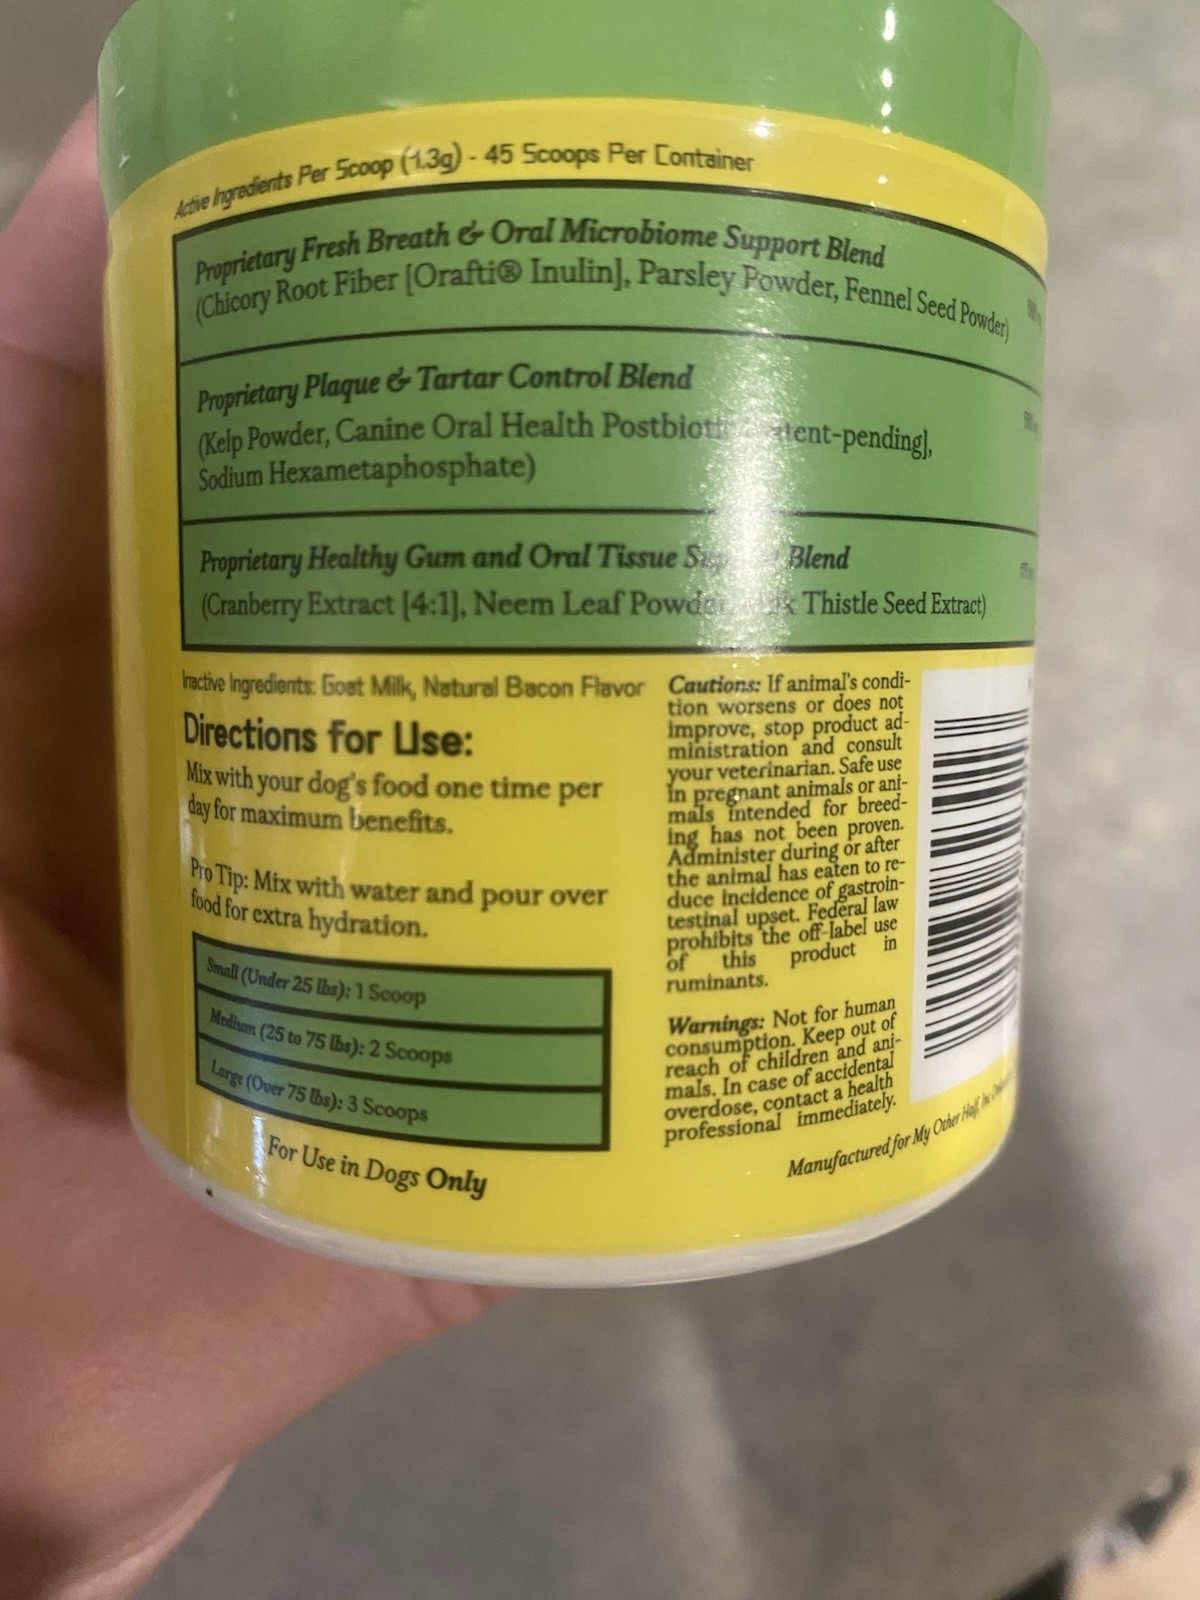 Active Ingredients Per Scoop (1.3g) - 45 Scoops Per Container
Proprietary Fresh Breath & Oral Microbiome Support Blend
(Chicory Root Fiber [Orafti® Inulin], Parsley Powder, Fennel Seed Powder)
Proprietary Plaque & Tartar Control Blend
(Kelp Powder, Canine Oral Health
Sodium Hexametaphosphate)
Proprietary Healthy Gum and Oral Tissue Blend
(Cranberry Extract [4:1], Neem Leaf Thistle Seed Extract)
Inactive Ingredients: Goat Milk, Natural Bacon Flavor
Directions for Use:
Mix with your dog's food one time per
day for maximum benefits.
Pro Tip: Mix with water and pour over
food for extra hydration.
Small (Under 25 lbs): 1 Scoop
Medium (25 to 75 lbs): 2 Scoops
Large (Over 75 lbs): 3 Scoops
For Use in Dogs Only
Cautions: If animal's condi-
tion worsens or does not
improve, stop product ad-
ministration and consult
your veterinarian. Safe use
in pregnant animals or ani-
mals intended for breed-
ing has not been proven.
Administer during or after
the animal has eaten to re-
duce incidence of gastroin-
testinal upset. Federal law
prohibits the off-label use
of this product in
ruminants.
Warnings: Not for human
consumption. Keep out of
reach of children and ani-
mals. In case of accidental
overdose, contact a health
professional immediately.
Manufactured for My Other Half, Inc